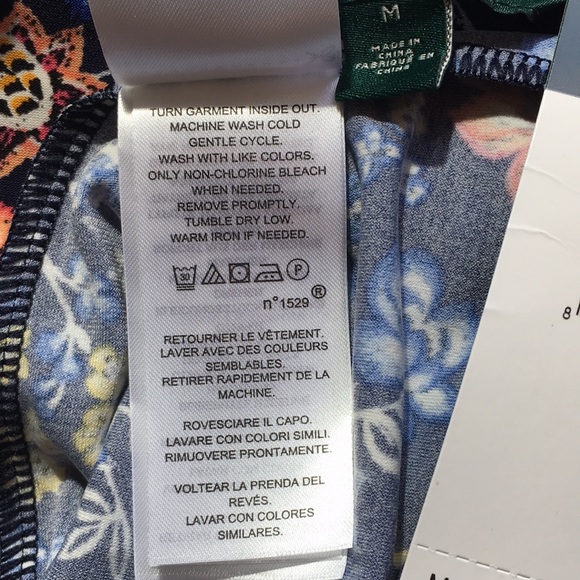 M
MADE IN
CHINA
FABRIQUÉ EN
CHINE
TURN GARMENT INSIDE OUT.
MACHINE WASH COLD
GENTLE CYCLE.
WASH WITH LIKE COLORS.
ONLY NON-CHLORINE BLEACH
WHEN NEEDED.
REMOVE PROMPTLY.
TUMBLE DRY LOW.
WARM IRON IF NEEDED.
30 P
n°1529 ®
RETOURNER LE VÊTEMENT.
LAVER AVEC DES COULEURS
SEMBLABLES.
RETIRER RAPIDEMENT DE LA
MACHINE.
ROVESCIARE IL CAPO.
LAVARE CON COLORI SIMILI.
RIMUOVERE PRONTAMENTE.
VOLTEAR LA PRENDA DEL
REVÉS.
LAVAR CON COLORES
SIMILARES.
8